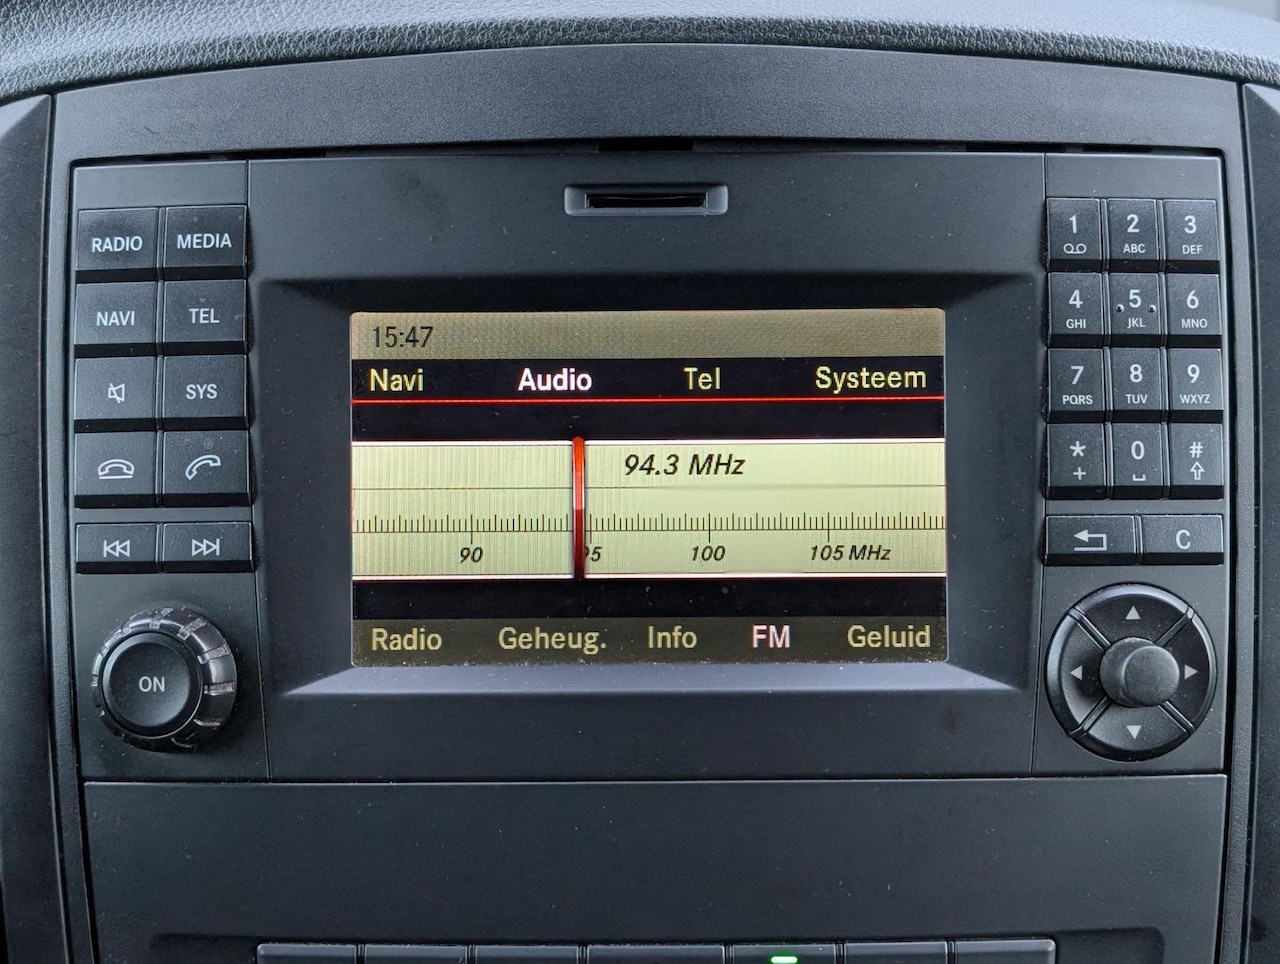 RADIO MEDIA
NAVI TEL
SYS
ON
15:47
Navi Audio Tel Systeem
94.3 MHz
90 95 100 105 MHz
Radio Geheug. Info FM Geluid
1 2 3
ABC DEF
4 5 6
GHI JKL MNO
7 8 9
PQRS TUV WXYZ
* 0 #
+
C